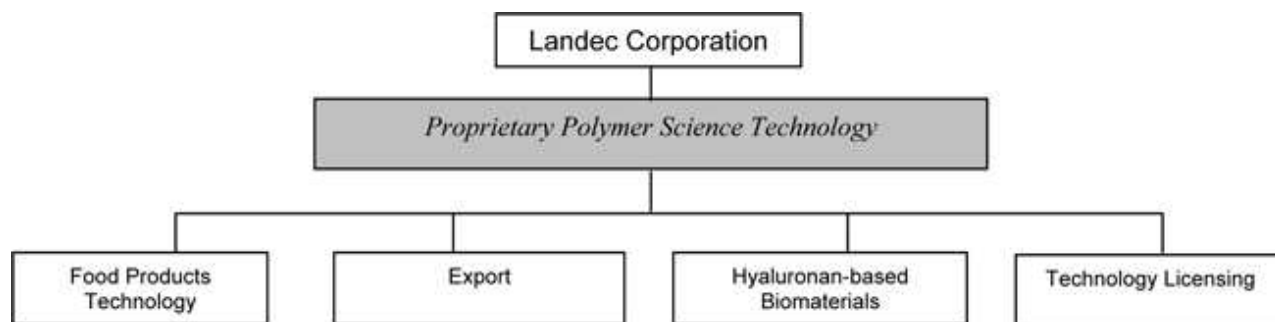 Landec Corporation
Proprietary Polymer Science Technology
Food Products
Technology
Export
Hyaluronan-based
Biomaterials
Technology Licensing